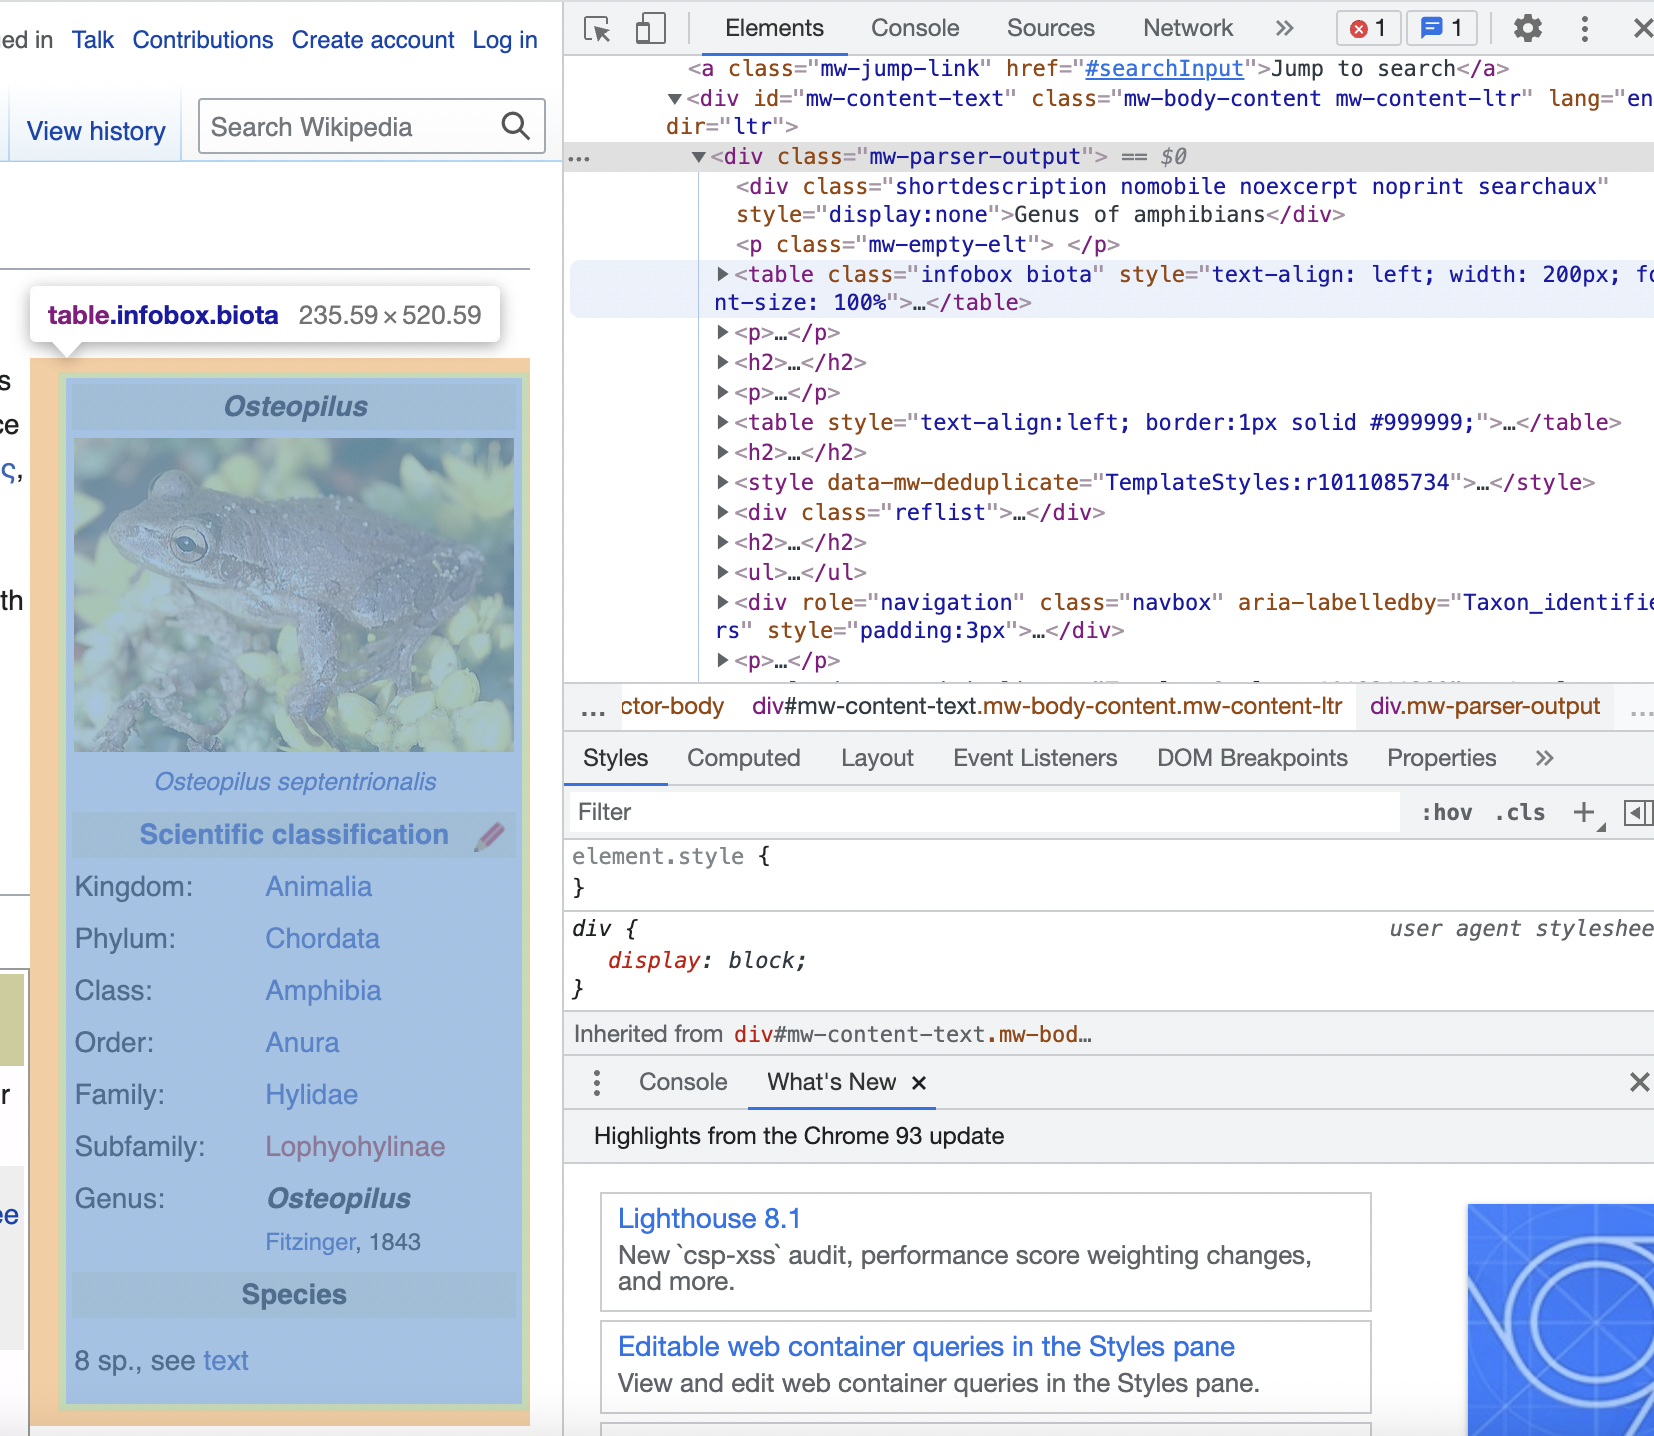 ed in Talk Contributions Create account Log in
View history
Search Wikipedia
table.infobox.biota 235.59 × 520.59
s
ce
ς,
th
r
ee
Osteopilus
Osteopilus septentrionalis
Scientific classification
Kingdom: Animalia
Phylum: Chordata
Class: Amphibia
Order: Anura
Family: Hylidae
Subfamily: Lophyohylinae
Genus: Osteopilus
Fitzinger, 1843
Species
8 sp., see text
Elements Console Sources Network » 1 1
<a class="mw-jump-link" href="#searchInput">Jump to search</a>
▼<div id="mw-content-text" class="mw-body-content mw-content-ltr" lang="en
dir="ltr">
… ▼<div class="mw-parser-output"> == $0
<div class="shortdescription nomobile noexcerpt noprint searchaux"
style="display:none">Genus of amphibians</div>
<p class="mw-empty-elt"> </p>
▶<table class="infobox biota" style="text-align: left; width: 200px; fo
nt-size: 100%">…</table>
▶<p>…</p>
▶<h2>…</h2>
▶<p>…</p>
▶<table style="text-align:left; border:1px solid #999999;">…</table>
▶<h2>…</h2>
▶<style data-mw-deduplicate="TemplateStyles:r1011085734">…</style>
▶<div class="reflist">…</div>
▶<h2>…</h2>
▶<ul>…</ul>
▶<div role="navigation" class="navbox" aria-labelledby="Taxon_identifie
rs" style="padding:3px">…</div>
▶<p>…</p>
… ctor-body div#mw-content-text.mw-body-content.mw-content-ltr div.mw-parser-output …
Styles Computed Layout Event Listeners DOM Breakpoints Properties »
Filter :hov .cls +
element.style {
}
div { user agent styleshee
display: block;
}
Inherited from div#mw-content-text.mw-bod…
Console What's New ×
Highlights from the Chrome 93 update
Lighthouse 8.1
New `csp-xss` audit, performance score weighting changes,
and more.
Editable web container queries in the Styles pane
View and edit web container queries in the Styles pane.